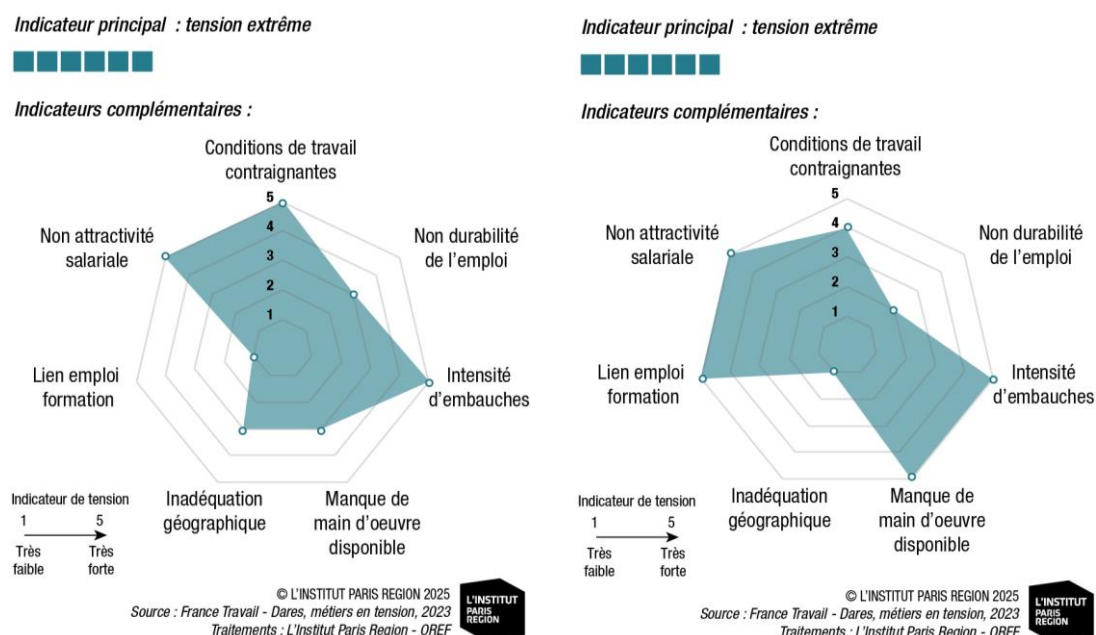 Indicateur principal : tension extrême
Indicateurs complémentaires :
Conditions de travail
contraignantes
Non attractivité
salariale
Non durabilité
de l'emploi
5
4
3
2
1
Lien emploi
formation
Intensité
d'embauches
Inadéquation
géographique
Manque de
main d'oeuvre
disponible
Indicateur de tension
1 5
Très Très
faible forte
© L'INSTITUT PARIS REGION 2025
Source : France Travail - Dares, métiers en tension, 2023
Traitements : L'Institut Paris Region - OREF
L'INSTITUT
PARIS
REGION
Indicateur principal : tension extrême
Indicateurs complémentaires :
Conditions de travail
contraignantes
Non attractivité
salariale
Non durabilité
de l'emploi
5
4
3
2
1
Lien emploi
formation
Intensité
d'embauches
Inadéquation
géographique
Manque de
main d'oeuvre
disponible
Indicateur de tension
1 5
Très Très
faible forte
© L'INSTITUT PARIS REGION 2025
Source : France Travail - Dares, métiers en tension, 2023
Traitements : L'Institut Paris Region - OREF
L'INSTITUT
PARIS
REGION